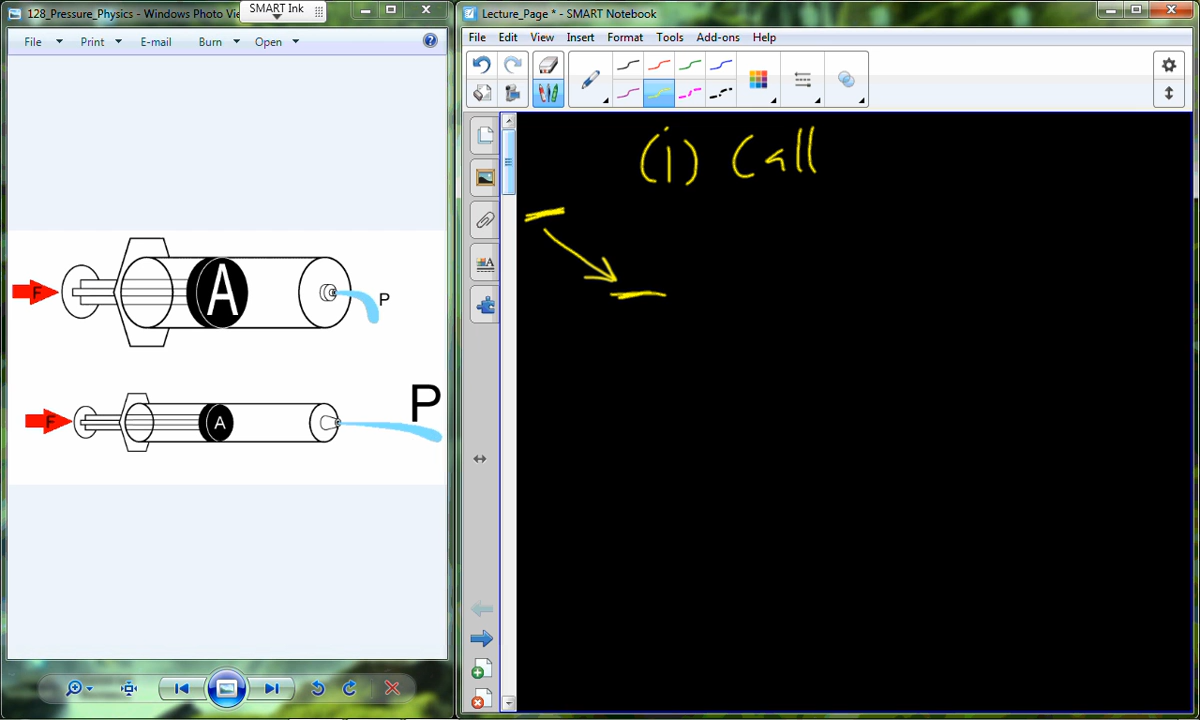 128_Pressure_Physics - Windows Photo Vie
SMART Ink
File Print E-mail Burn Open
F
A
P
F
A
P
Lecture_Page * - SMART Notebook
File Edit View Insert Format Tools Add-ons Help
(i) Call